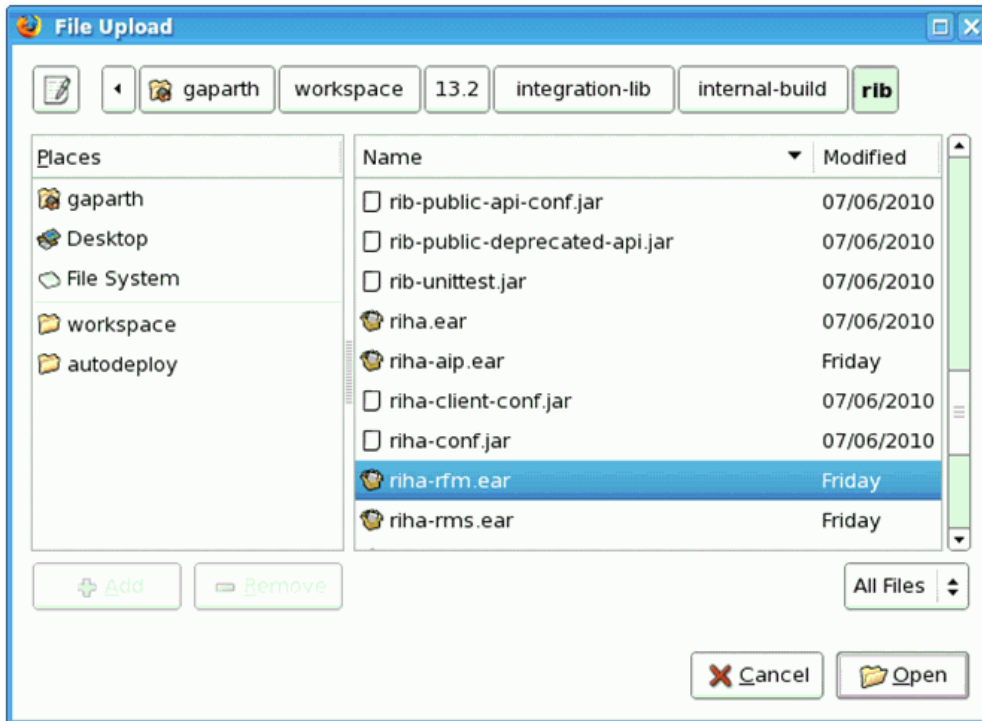 File Upload
gaparth workspace 13.2 integration-lib internal-build rib
Places
gaparth
Desktop
File System
workspace
autodeploy
Name Modified
rib-public-api-conf.jar 07/06/2010
rib-public-deprecated-api.jar 07/06/2010
rib-unittest.jar 07/06/2010
riha.ear 07/06/2010
riha-aip.ear Friday
riha-client-conf.jar 07/06/2010
riha-conf.jar 07/06/2010
riha-rfm.ear Friday
riha-rms.ear Friday
Add Remove
All Files
Cancel Open